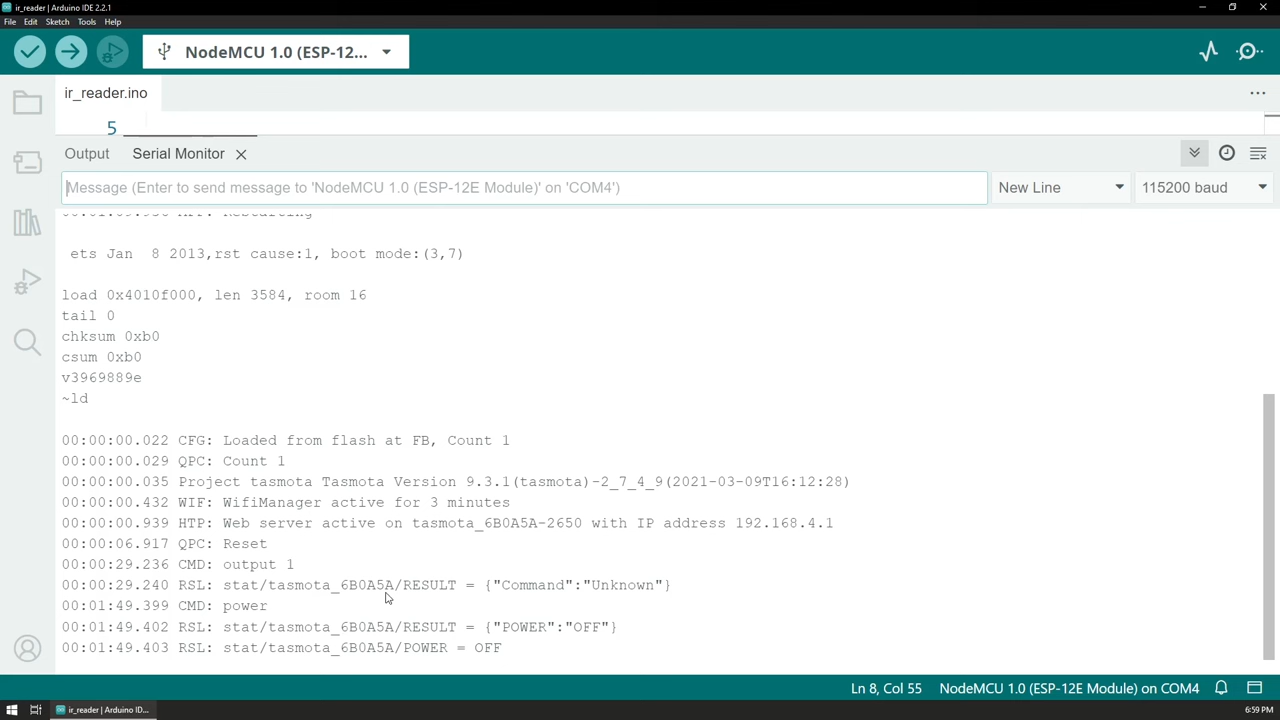 ir_reader | Arduino IDE 2.2.1
File Edit Sketch Tools Help
NodeMCU 1.0 (ESP-12...
ir_reader.ino
5
Output Serial Monitor
Message (Enter to send message to 'NodeMCU 1.0 (ESP-12E Module)' on 'COM4')
New Line
115200 baud
Restarting
ets Jan 8 2013,rst cause:1, boot mode:(3,7)
load 0x4010f000, len 3584, room 16
tail 0
chksum 0xb0
csum 0xb0
v3969889e
~ld
00:00:00.022 CFG: Loaded from flash at FB, Count 1
00:00:00.029 QPC: Count 1
00:00:00.035 Project tasmota Tasmota Version 9.3.1(tasmota)-2_7_4_9(2021-03-09T16:12:28)
00:00:00.432 WIF: WifiManager active for 3 minutes
00:00:00.939 HTP: Web server active on tasmota_6B0A5A-2650 with IP address 192.168.4.1
00:00:06.917 QPC: Reset
00:00:29.236 CMD: output 1
00:00:29.240 RSL: stat/tasmota_6B0A5A/RESULT = {"Command":"Unknown"}
00:01:49.399 CMD: power
00:01:49.402 RSL: stat/tasmota_6B0A5A/RESULT = {"POWER":"OFF"}
00:01:49.403 RSL: stat/tasmota_6B0A5A/POWER = OFF
Ln 8, Col 55 NodeMCU 1.0 (ESP-12E Module) on COM4
ir_reader | Arduino ID...
6:59 PM